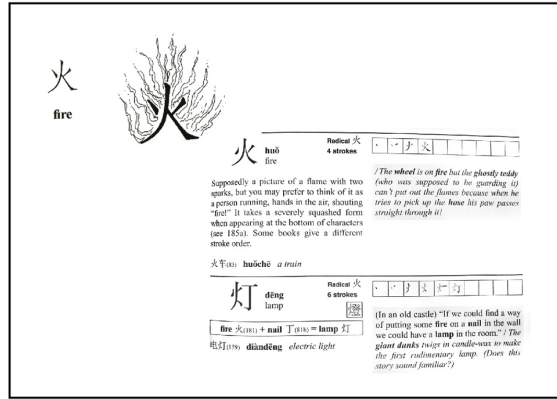 火
fire
火
火 huǒ
fire
Radical 火
4 strokes
Supposedly a picture of a flame with two
sparks, but you may prefer to think of it as
a person running, hands in the air, shouting
"fire!" It takes a severely squashed form
when appearing at the bottom of characters
(see 185a). Some books give a different
stroke order.
火车(83) huǒchē a train
/ The wheel is on fire but the ghostly teddy
(who was supposed to be guarding it)
can't put out the flames because when he
tries to pick up the hose his paw passes
straight through it!
灯 dēng
lamp
Radical 火
6 strokes
燈
fire 火(181) + nail 丁(818) = lamp 灯
电灯(159) diàndēng electric light
(In an old castle) "If we could find a way
of putting some fire on a nail in the wall
we could have a lamp in the room." / The
giant dunks twigs in candle-wax to make
the first rudimentary lamp. (Does this
story sound familiar?)